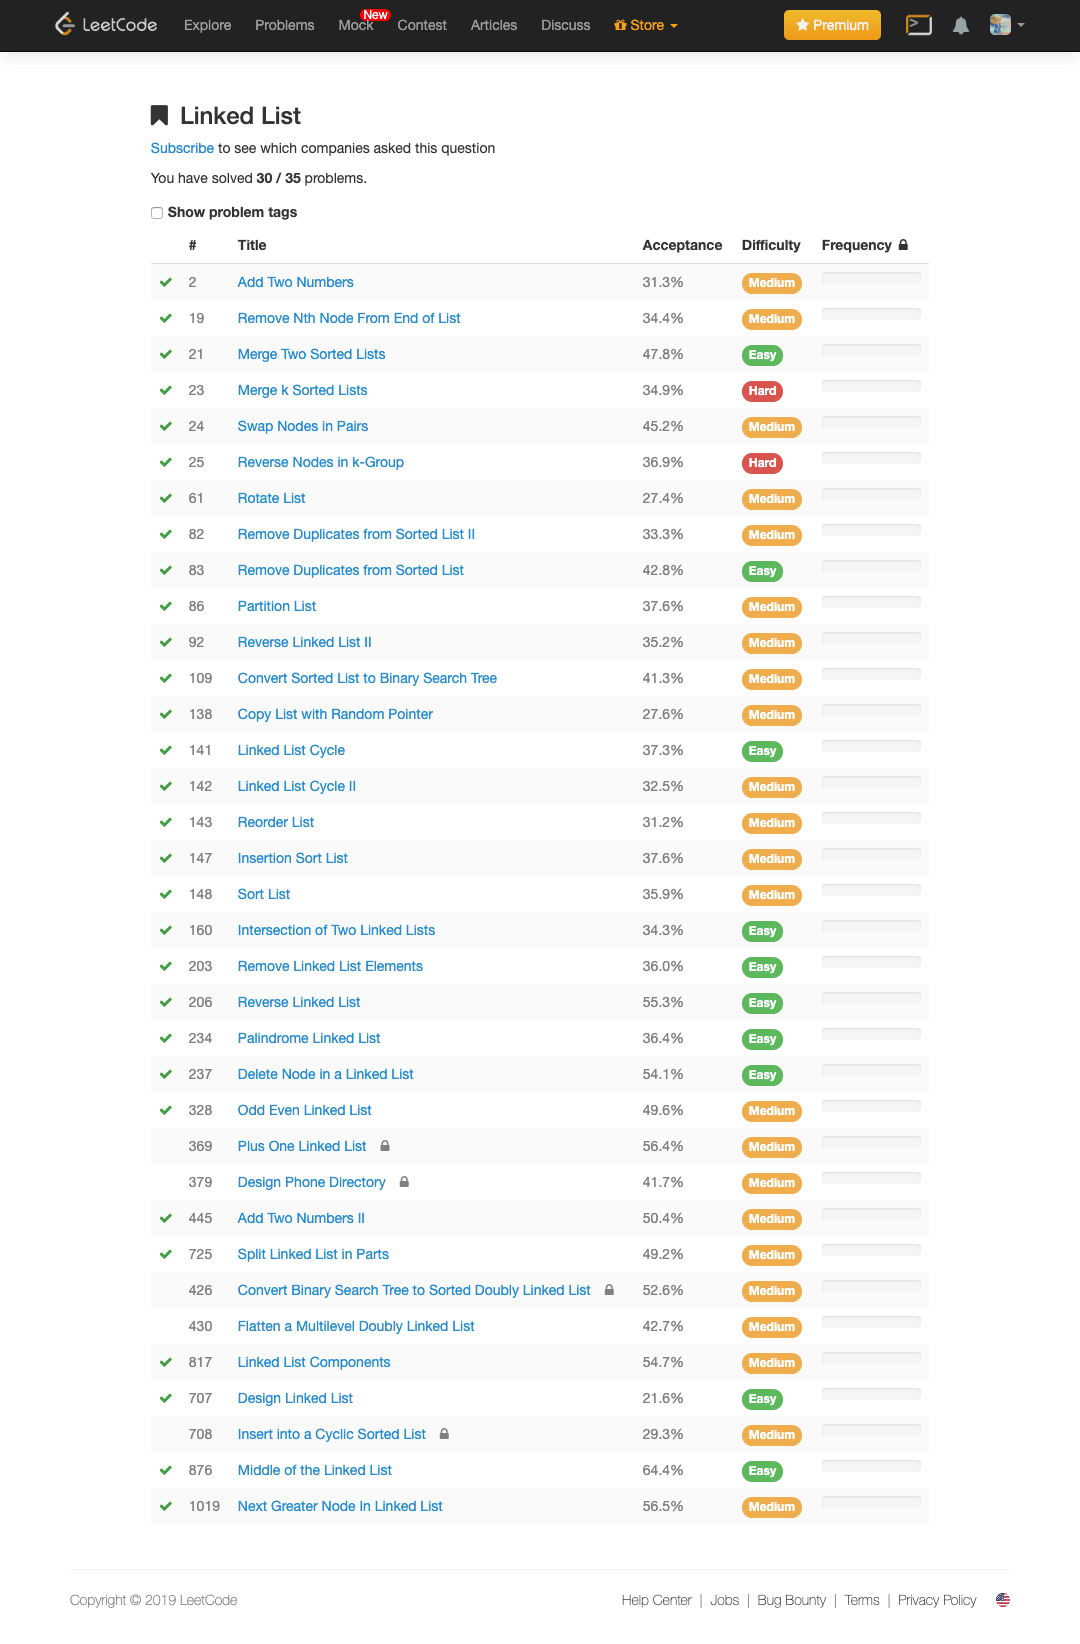 LeetCode Explore Problems Mock New Contest Articles Discuss Store Premium
Linked List
Subscribe to see which companies asked this question
You have solved 30 / 35 problems.
Show problem tags
# Title Acceptance Difficulty Frequency
2 Add Two Numbers 31.3% Medium
19 Remove Nth Node From End of List 34.4% Medium
21 Merge Two Sorted Lists 47.8% Easy
23 Merge k Sorted Lists 34.9% Hard
24 Swap Nodes in Pairs 45.2% Medium
25 Reverse Nodes in k-Group 36.9% Hard
61 Rotate List 27.4% Medium
82 Remove Duplicates from Sorted List II 33.3% Medium
83 Remove Duplicates from Sorted List 42.8% Easy
86 Partition List 37.6% Medium
92 Reverse Linked List II 35.2% Medium
109 Convert Sorted List to Binary Search Tree 41.3% Medium
138 Copy List with Random Pointer 27.6% Medium
141 Linked List Cycle 37.3% Easy
142 Linked List Cycle II 32.5% Medium
143 Reorder List 31.2% Medium
147 Insertion Sort List 37.6% Medium
148 Sort List 35.9% Medium
160 Intersection of Two Linked Lists 34.3% Easy
203 Remove Linked List Elements 36.0% Easy
206 Reverse Linked List 55.3% Easy
234 Palindrome Linked List 36.4% Easy
237 Delete Node in a Linked List 54.1% Easy
328 Odd Even Linked List 49.6% Medium
369 Plus One Linked List 56.4% Medium
379 Design Phone Directory 41.7% Medium
445 Add Two Numbers II 50.4% Medium
725 Split Linked List in Parts 49.2% Medium
426 Convert Binary Search Tree to Sorted Doubly Linked List 52.6% Medium
430 Flatten a Multilevel Doubly Linked List 42.7% Medium
817 Linked List Components 54.7% Medium
707 Design Linked List 21.6% Easy
708 Insert into a Cyclic Sorted List 29.3% Medium
876 Middle of the Linked List 64.4% Easy
1019 Next Greater Node In Linked List 56.5% Medium
Copyright © 2019 LeetCode Help Center | Jobs | Bug Bounty | Terms | Privacy Policy